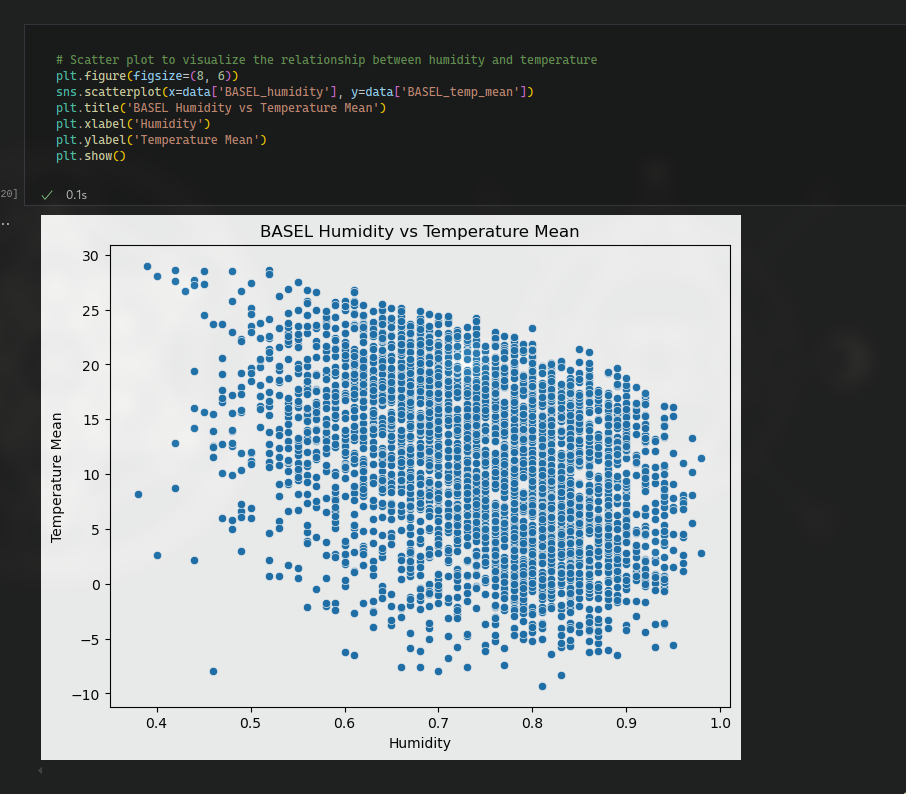 # Scatter plot to visualize the relationship between humidity and temperature
plt.figure(figsize=(8, 6))
sns.scatterplot(x=data['BASEL_humidity'], y=data['BASEL_temp_mean'])
plt.title('BASEL Humidity vs Temperature Mean')
plt.xlabel('Humidity')
plt.ylabel('Temperature Mean')
plt.show()
20]
✓ 0.1s
..
BASEL Humidity vs Temperature Mean
30
25
20
15
10
5
0
−5
−10
Temperature Mean
0.4 0.5 0.6 0.7 0.8 0.9 1.0
Humidity